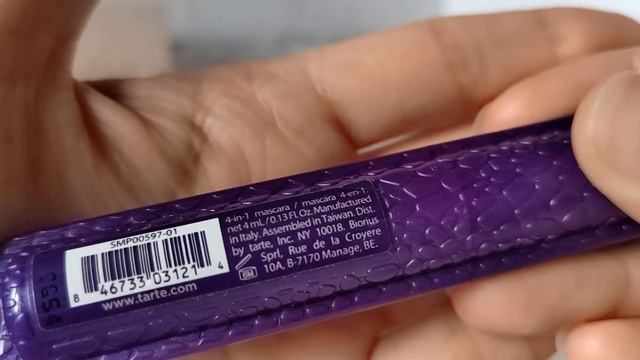 SMP00597-01
8 46733 03121 4
www.tarte.com
4-in-1 mascara / mascara 4-en-1,
net 4 mL / 0.13 Fl. Oz. Manufactured
in Italy. Assembled in Taiwan. Dist.
by tarte, Inc. NY 10018. Bionus
Sprl, Rue de la Croyere
10A, B-7170 Manage, BE.
6M